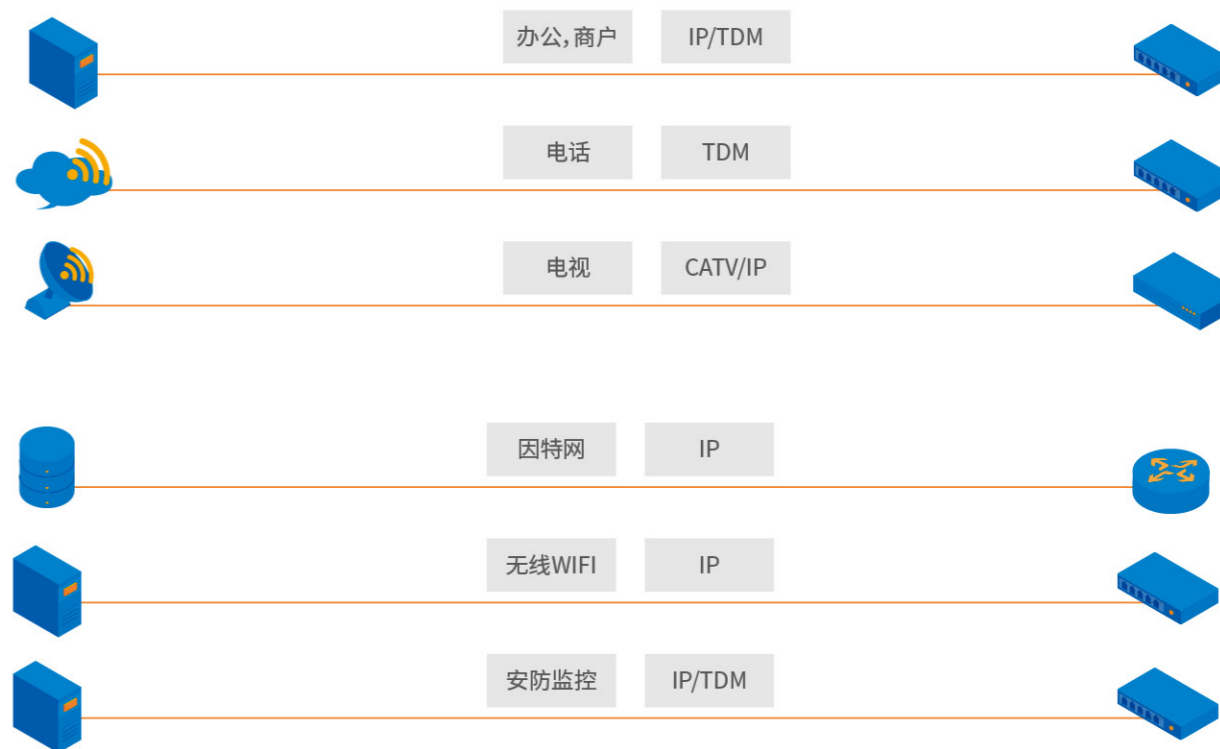 办公,商户 IP/TDM
电话 TDM
电视 CATV/IP
因特网 IP
无线WIFI IP
安防监控 IP/TDM